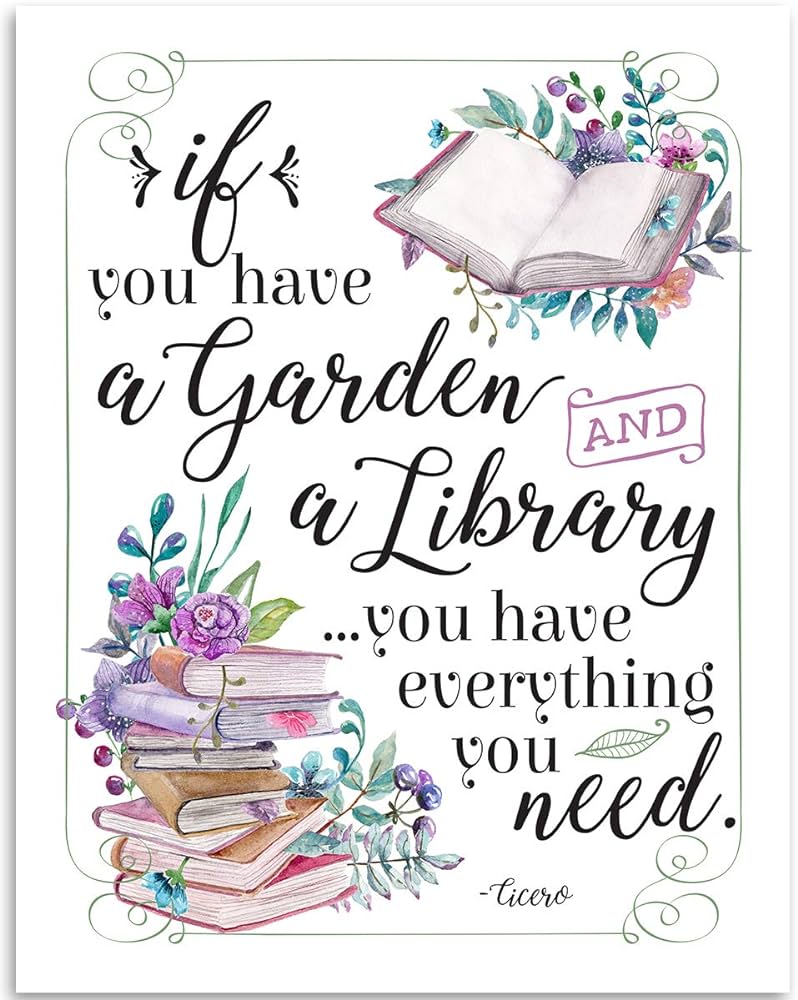 if
you have
a Garden AND
a Library
...you have
everything
you
need.
-Cicero